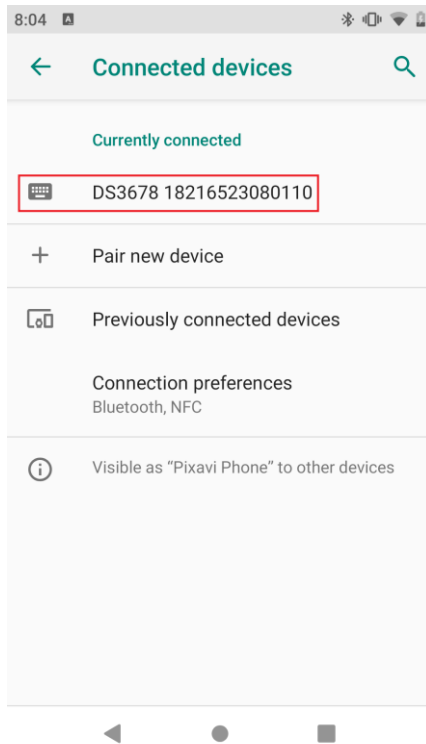 8:04 A
Connected devices
Currently connected
DS3678 18216523080110
Pair new device
Previously connected devices
Connection preferences
Bluetooth, NFC
Visible as “Pixavi Phone” to other devices